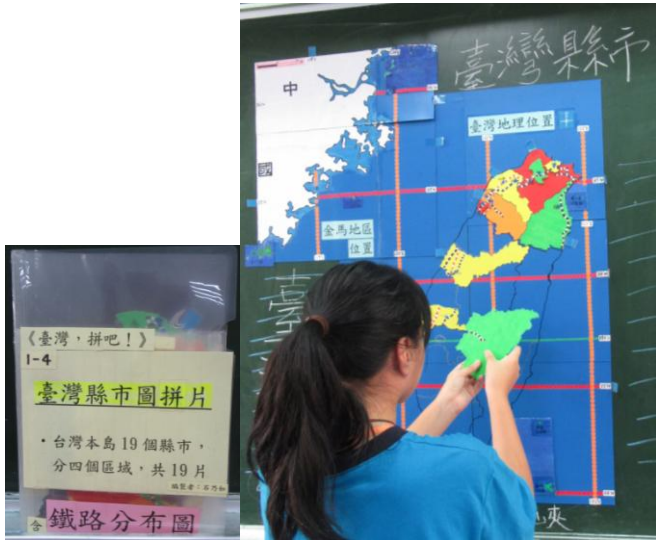 《臺灣，拼吧！》
1-4
臺灣縣市圖拼片
・台灣本島19個縣市，
分四個區域，共19片
含 鐵路分布圖
臺灣縣市
中
國
臺灣地理位置
金馬地區
位置
臺